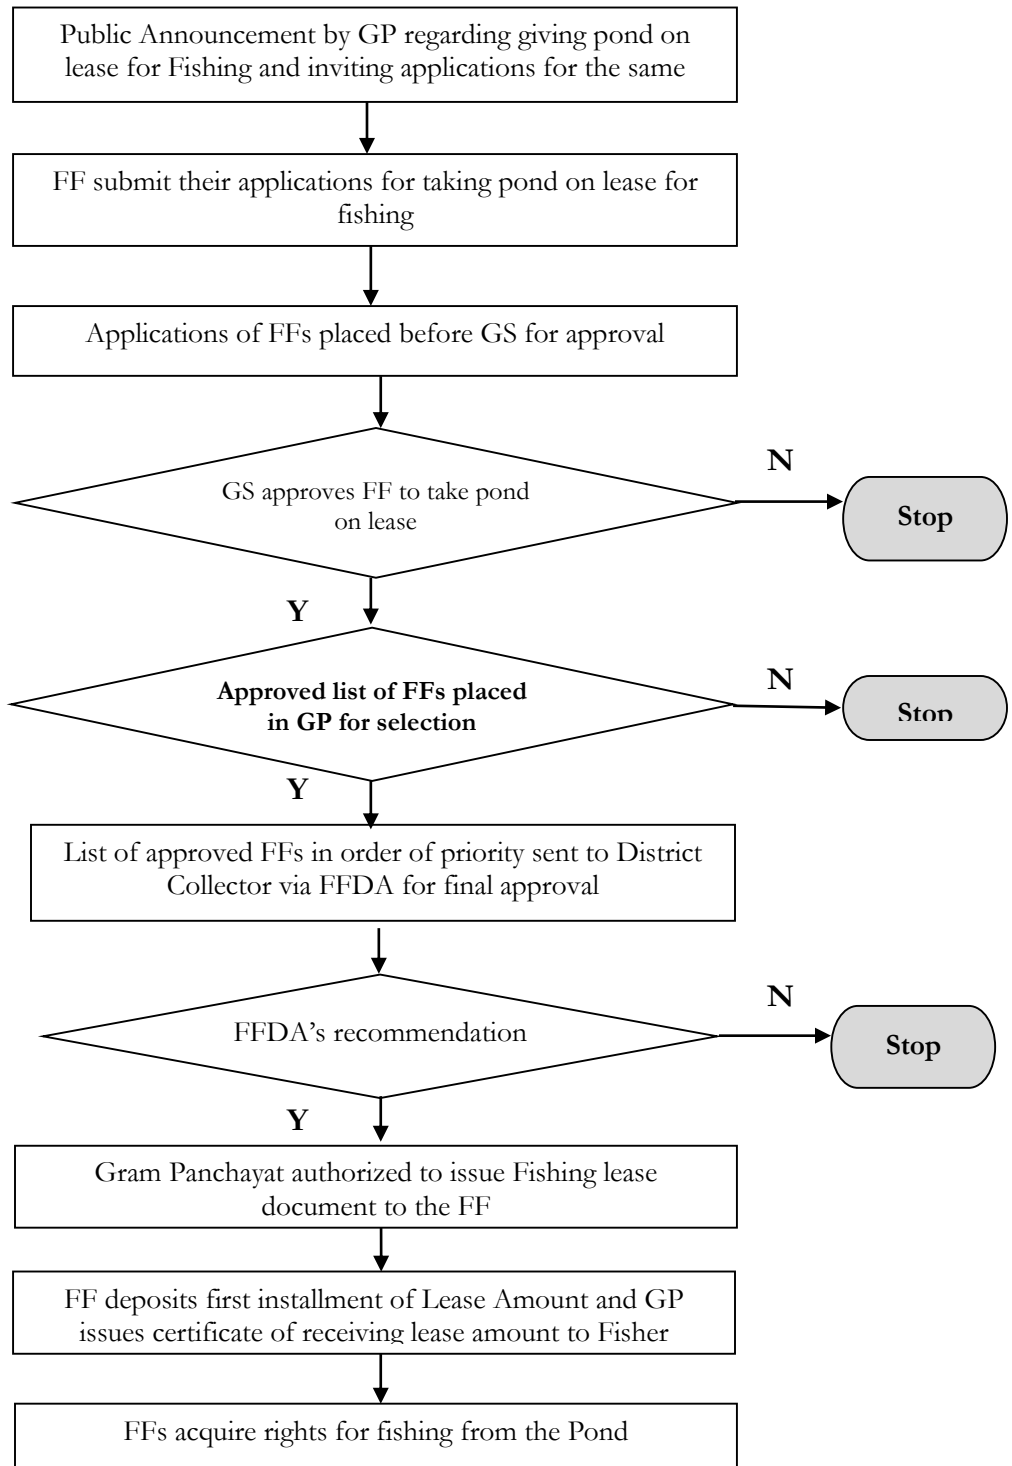 Public Announcement by GP regarding giving pond on
lease for Fishing and inviting applications for the same
FF submit their applications for taking pond on lease for
fishing
Applications of FFs placed before GS for approval
GS approves FF to take pond
on lease
N
Stop
Y
Approved list of FFs placed
in GP for selection
N
Stop
Y
List of approved FFs in order of priority sent to District
Collector via FFDA for final approval
FFDA's recommendation
N
Stop
Y
Gram Panchayat authorized to issue Fishing lease
document to the FF
FF deposits first installment of Lease Amount and GP
issues certificate of receiving lease amount to Fisher
FFs acquire rights for fishing from the Pond